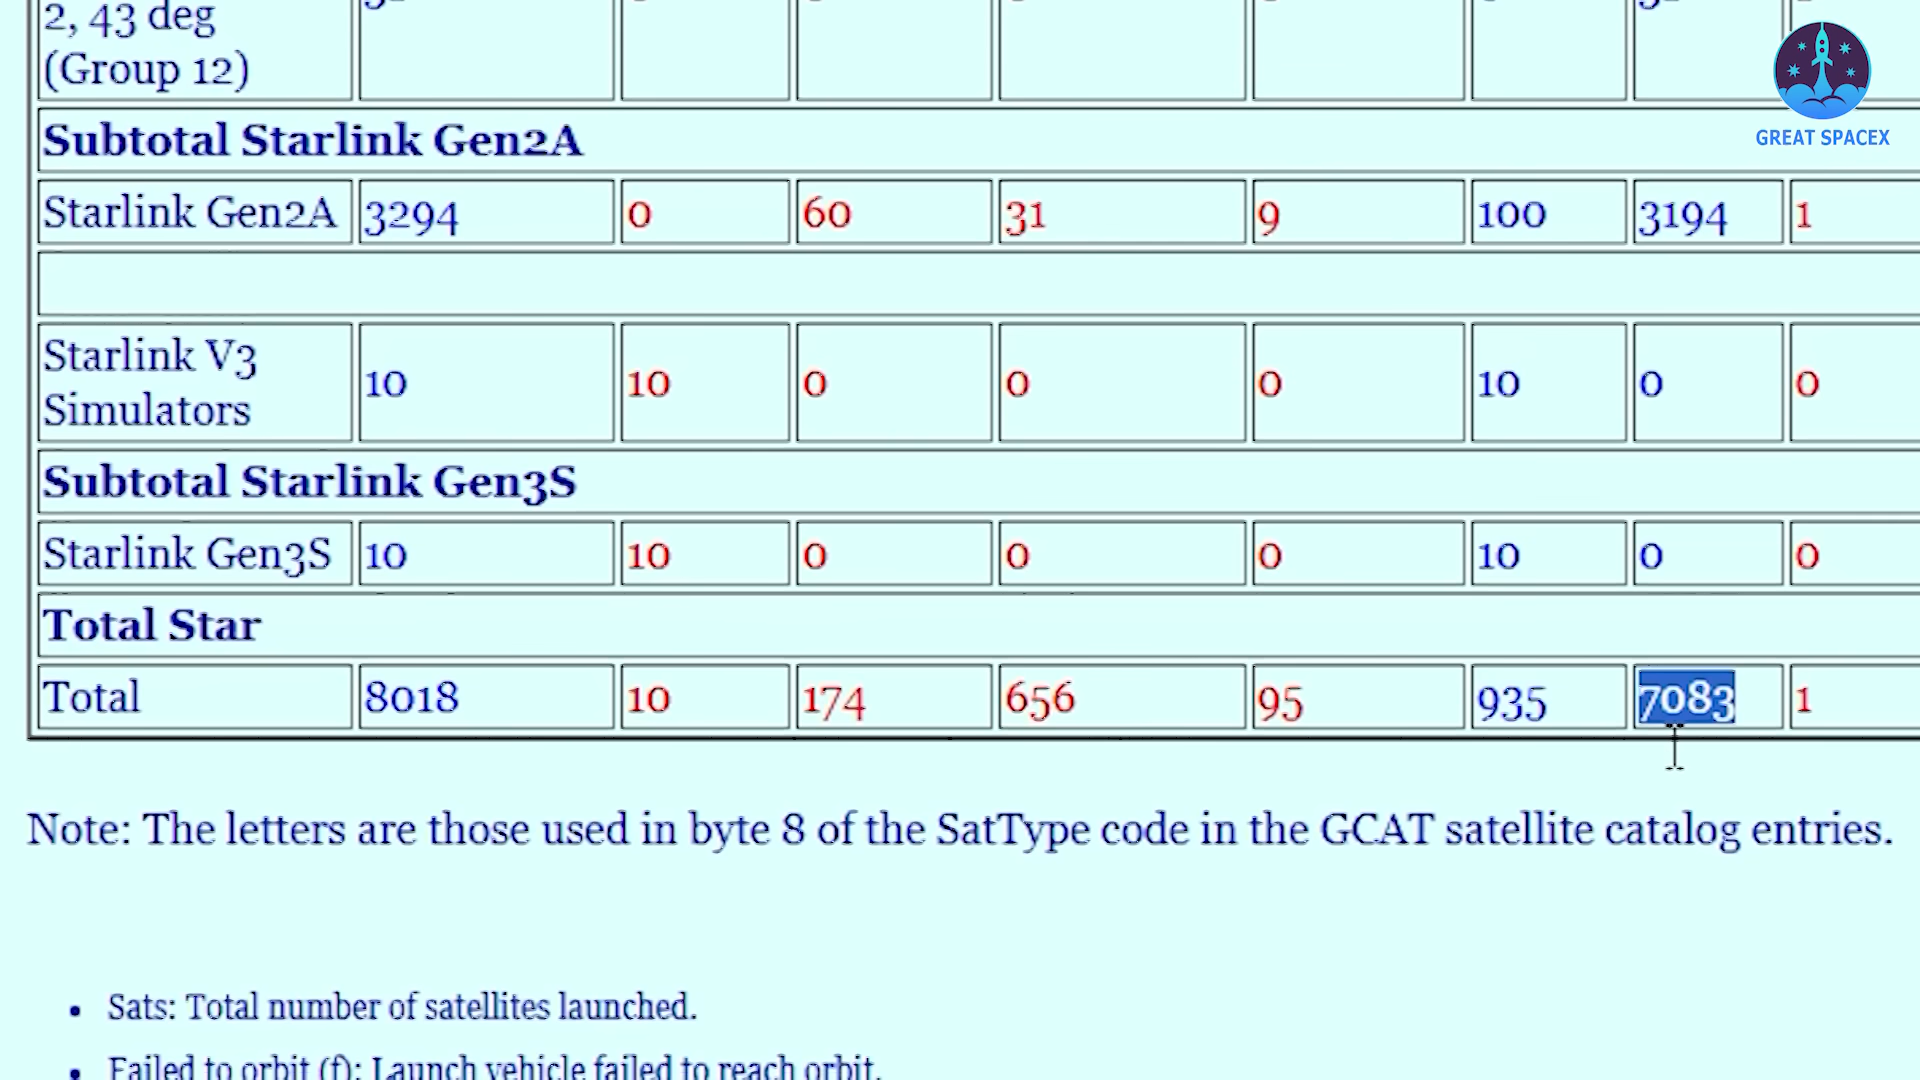 2, 43 deg
(Group 12)
GREAT SPACEX
Subtotal Starlink Gen2A
Starlink Gen2A 3294 0 60 31 9 100 3194 1
Starlink V3
Simulators 10 10 0 0 0 10 0 0
Subtotal Starlink Gen3S
Starlink Gen3S 10 10 0 0 0 10 0 0
Total Star
Total 8018 10 174 656 95 935 7083 1
Note: The letters are those used in byte 8 of the SatType code in the GCAT satellite catalog entries.
• Sats: Total number of satellites launched.
• Failed to orbit (f): Launch vehicle failed to reach orbit.